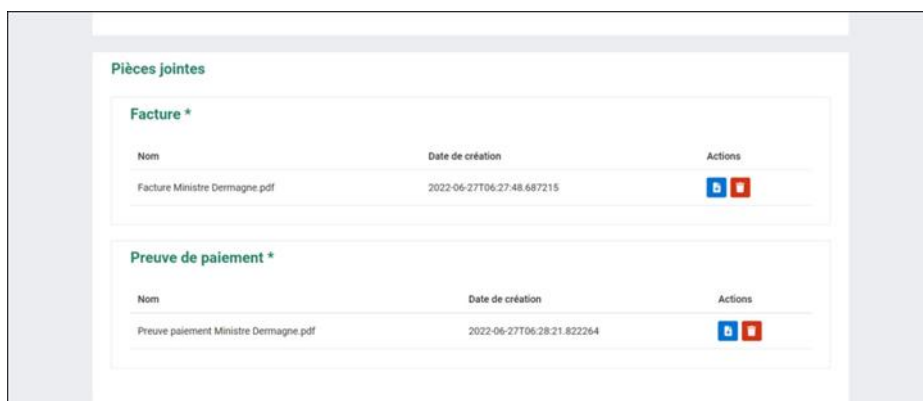 Pièces jointes
Facture *
Nom Date de création Actions
Facture Ministre Dermagne.pdf 2022-06-27T06:27:48.687215
Preuve de paiement *
Nom Date de création Actions
Preuve paiement Ministre Dermagne.pdf 2022-06-27T06:28:21.822264